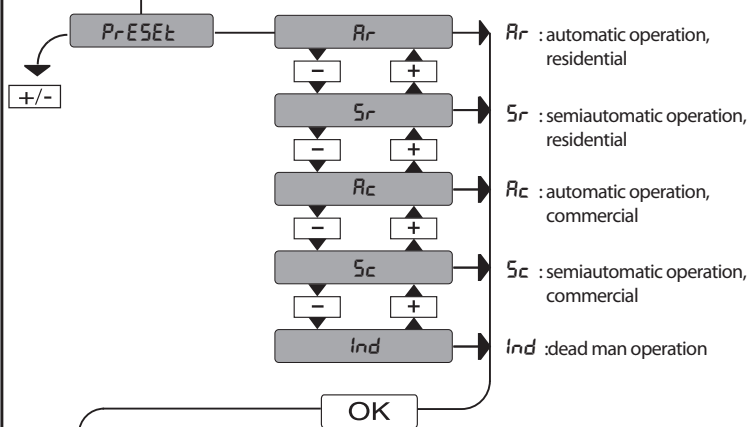 PrESEt
Ar
Ar : automatic operation,
residential
- +
+/-
Sr
Sr : semiautomatic operation,
residential
- +
Ac
Ac : automatic operation,
commercial
- +
Sc
Sc : semiautomatic operation,
commercial
- +
Ind
Ind :dead man operation
OK